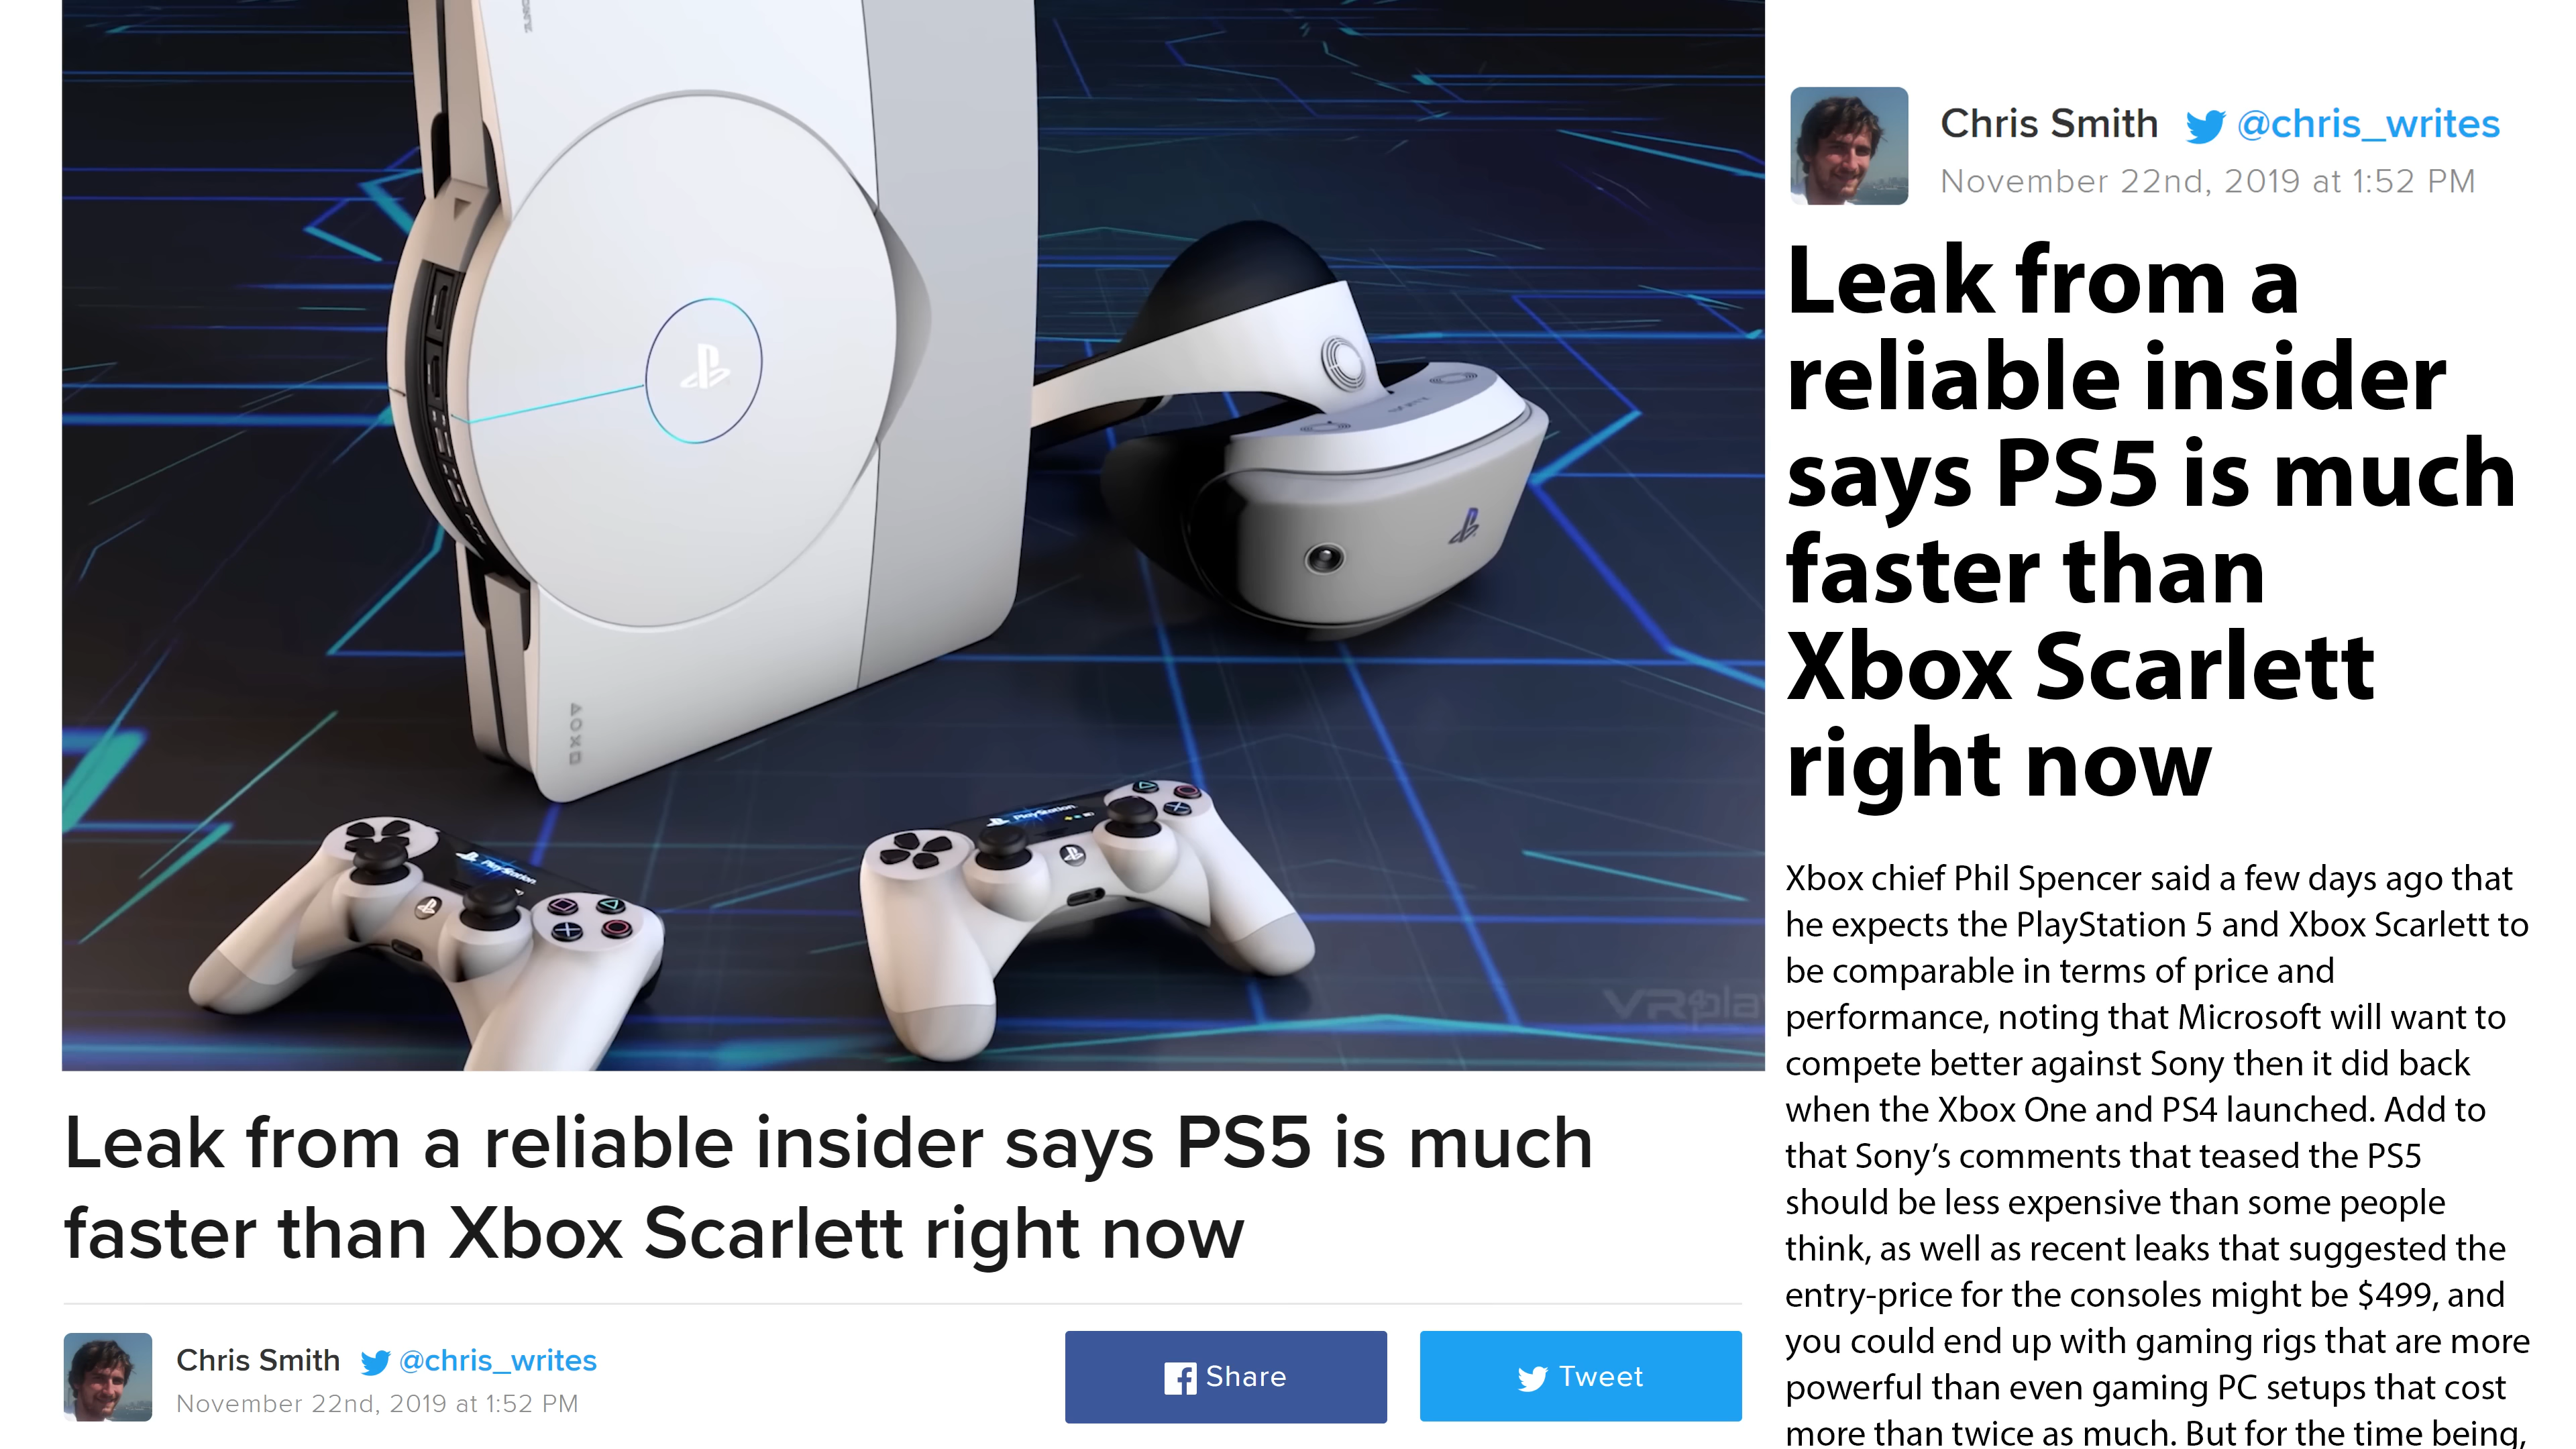 PlayStation
PlayStation
VR4pla
Leak from a reliable insider says PS5 is much
faster than Xbox Scarlett right now
Chris Smith @chris_writes
November 22nd, 2019 at 1:52 PM
Share
Tweet
Chris Smith @chris_writes
November 22nd, 2019 at 1:52 PM
Leak from a
reliable insider
says PS5 is much
faster than
Xbox Scarlett
right now
Xbox chief Phil Spencer said a few days ago that
he expects the PlayStation 5 and Xbox Scarlett to
be comparable in terms of price and
performance, noting that Microsoft will want to
compete better against Sony then it did back
when the Xbox One and PS4 launched. Add to
that Sony’s comments that teased the PS5
should be less expensive than some people
think, as well as recent leaks that suggested the
entry-price for the consoles might be $499, and
you could end up with gaming rigs that are more
powerful than even gaming PC setups that cost
more than twice as much. But for the time being,